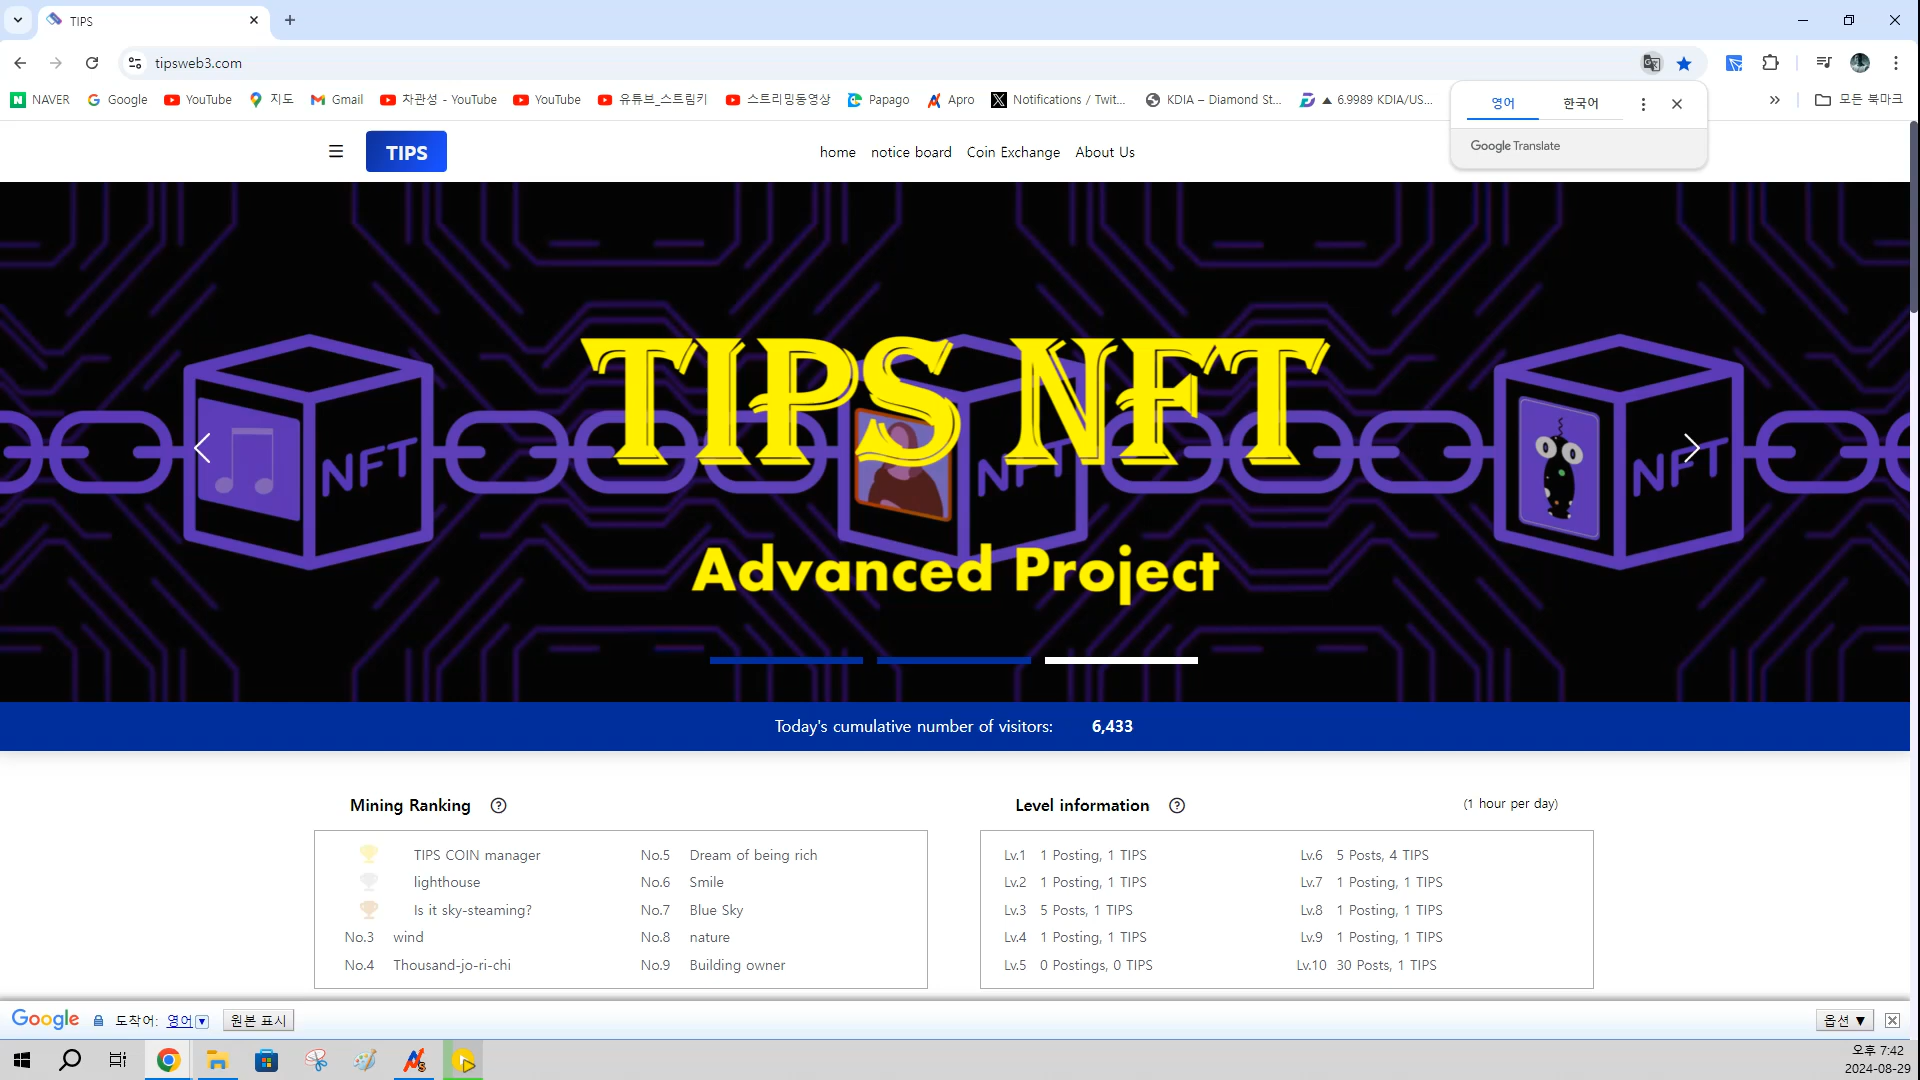 TIPS
tipsweb3.com
NAVER Google YouTube 지도 Gmail 차관성 - YouTube YouTube 유튜브_스트림키 스트리밍동영상 Papago Apro Notifications / Twit... KDIA – Diamond St... ▲ 6.9989 KDIA/US... » 모든 북마크
영어 한국어
Google Translate
TIPS home notice board Coin Exchange About Us
NFT NFT NFT
TIPS NFT
Advanced Project
Today's cumulative number of visitors: 6,433
Mining Ranking
TIPS COIN manager No.5 Dream of being rich
lighthouse No.6 Smile
Is it sky-steaming? No.7 Blue Sky
No.3 wind No.8 nature
No.4 Thousand-jo-ri-chi No.9 Building owner
Level information (1 hour per day)
Lv.1 1 Posting, 1 TIPS Lv.6 5 Posts, 4 TIPS
Lv.2 1 Posting, 1 TIPS Lv.7 1 Posting, 1 TIPS
Lv.3 5 Posts, 1 TIPS Lv.8 1 Posting, 1 TIPS
Lv.4 1 Posting, 1 TIPS Lv.9 1 Posting, 1 TIPS
Lv.5 0 Postings, 0 TIPS Lv.10 30 Posts, 1 TIPS
Google 도착어: 영어▼ 원본 표시 옵션 ▼
오후 7:42
2024-08-29